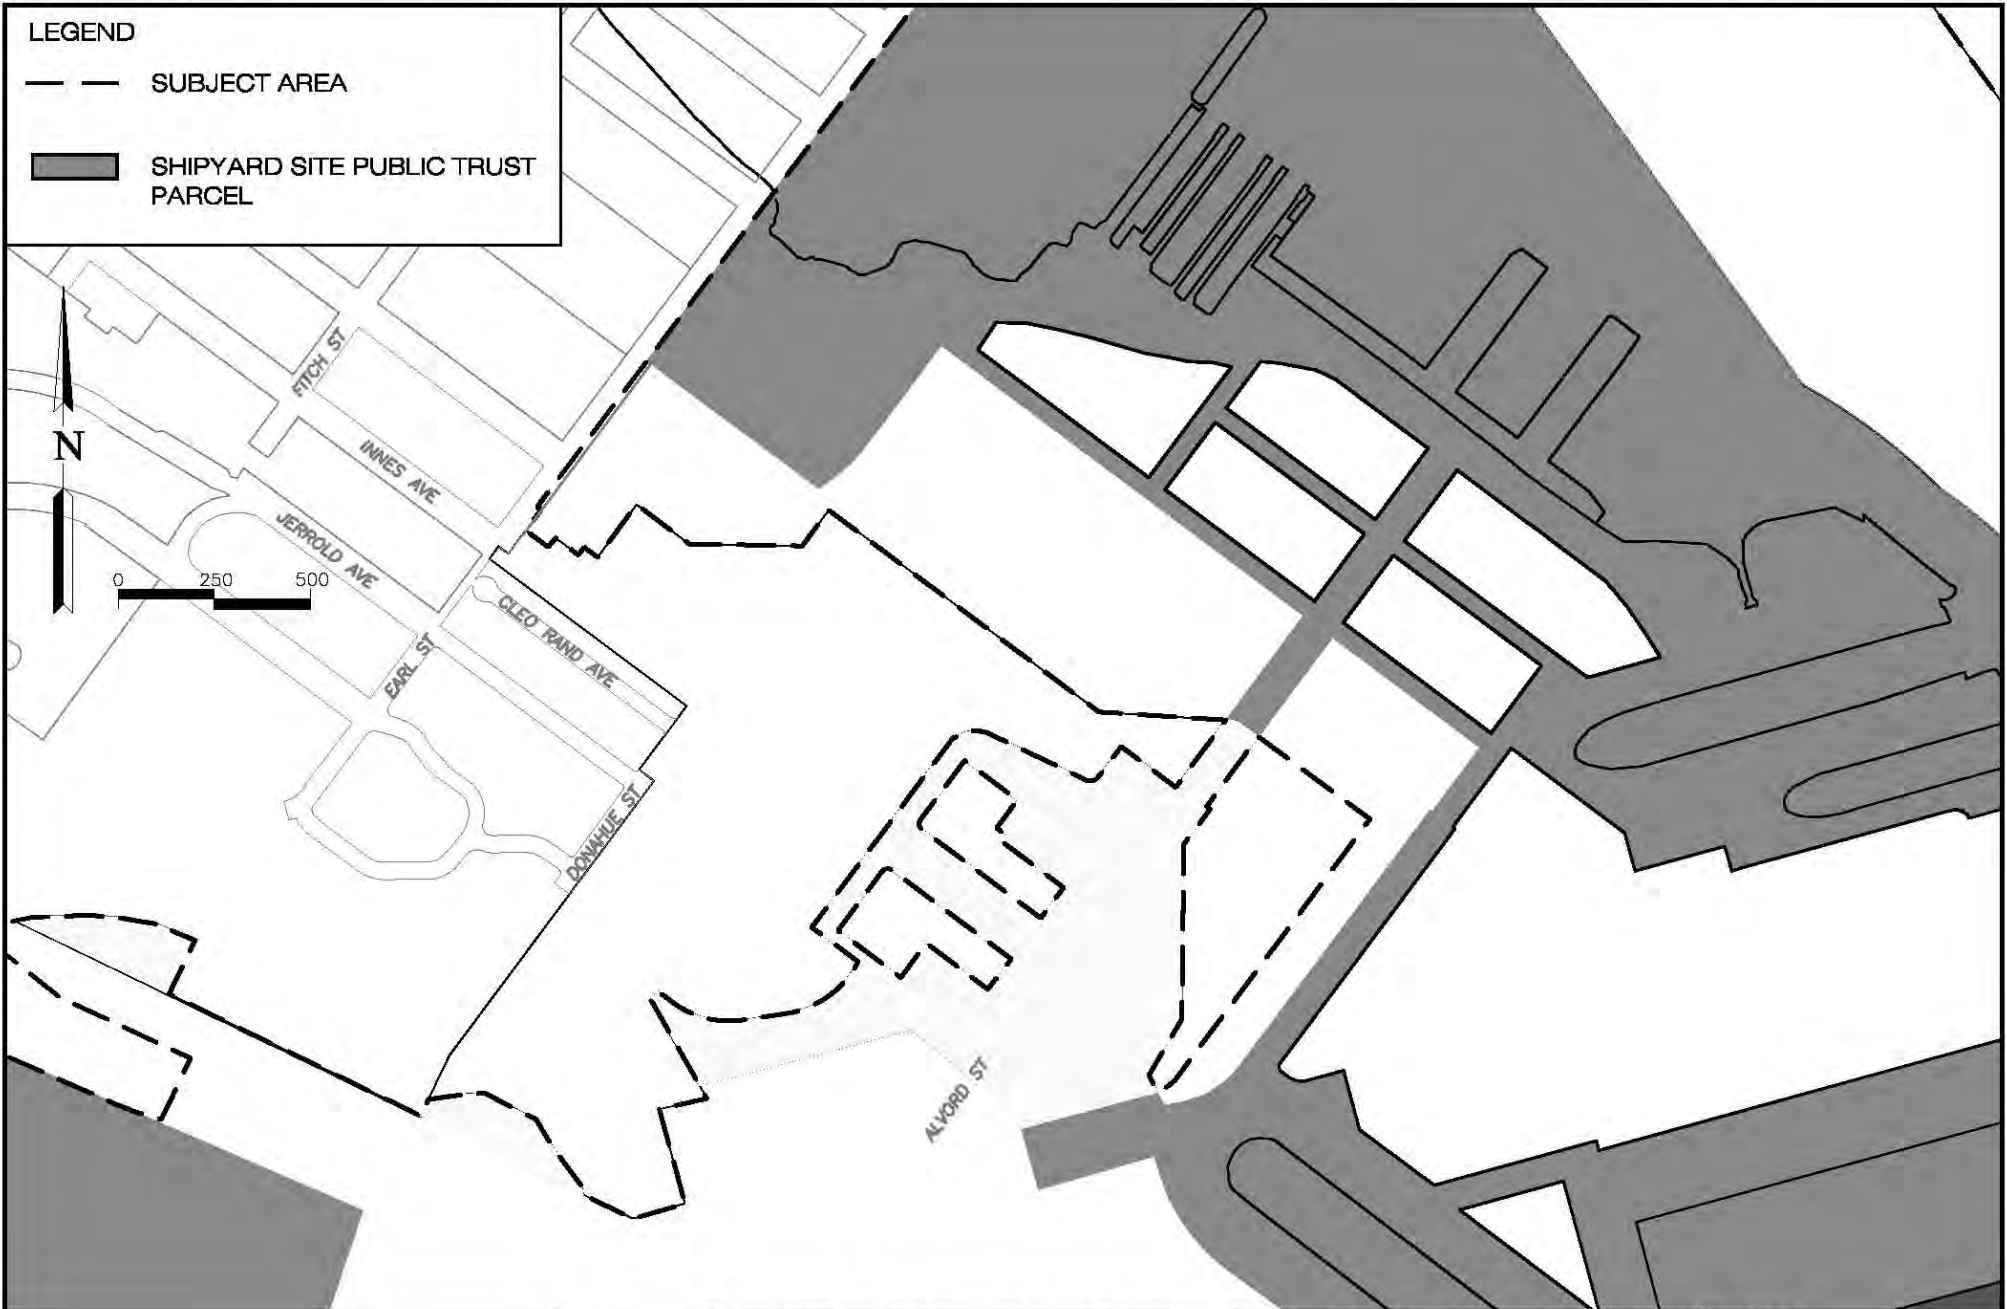 LEGEND
SUBJECT AREA
SHIPYARD SITE PUBLIC TRUST
PARCEL
FITCH ST
N
INNES AVE
JERROLD AVE
0 250 500
CLEO RAND AVE
EARL ST
DONAHUE ST
ALVORD ST